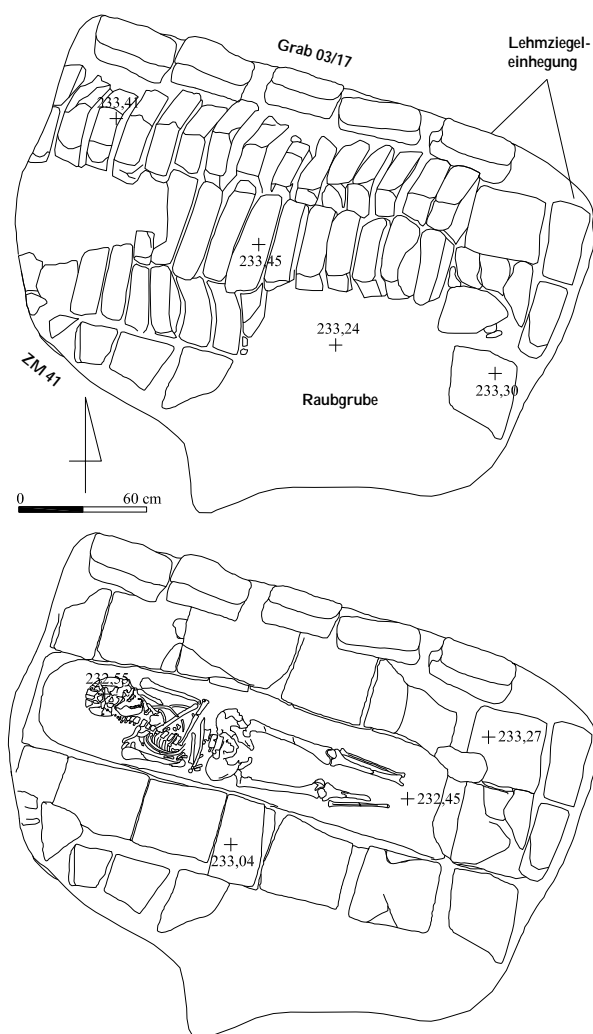 Grab 03/17
Lehmziegel-
einhegung
233,41
233,45
233,24
233,30
Raubgrube
ZM 41
0 60 cm
232,55
233,27
232,45
233,04